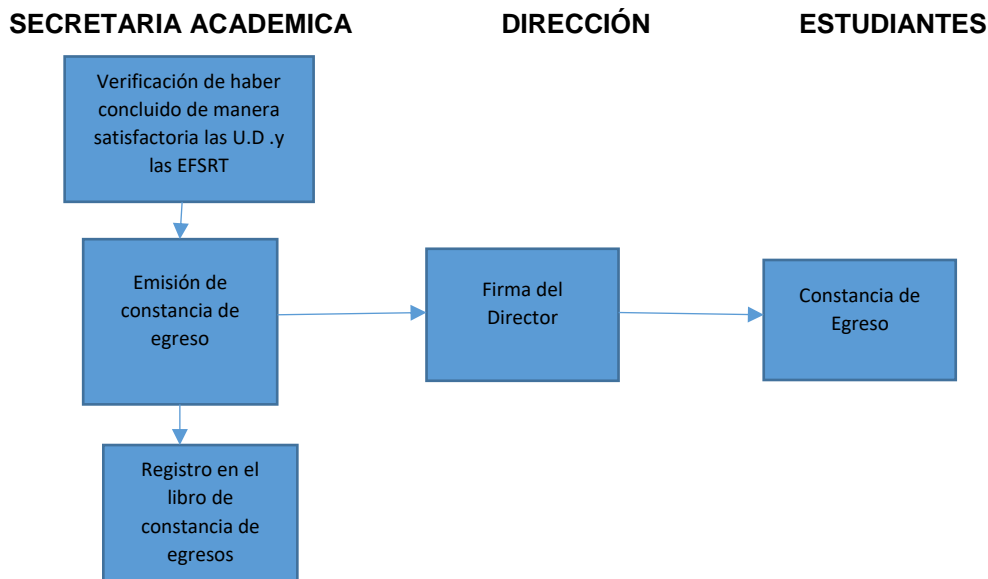 SECRETARIA ACADEMICA DIRECCIÓN ESTUDIANTES
Verificación de haber
concluido de manera
satisfactoria las U.D .y
las EFSRT
Emisión de
constancia de
egreso
Firma del
Director
Constancia de
Egreso
Registro en el
libro de
constancia de
egresos